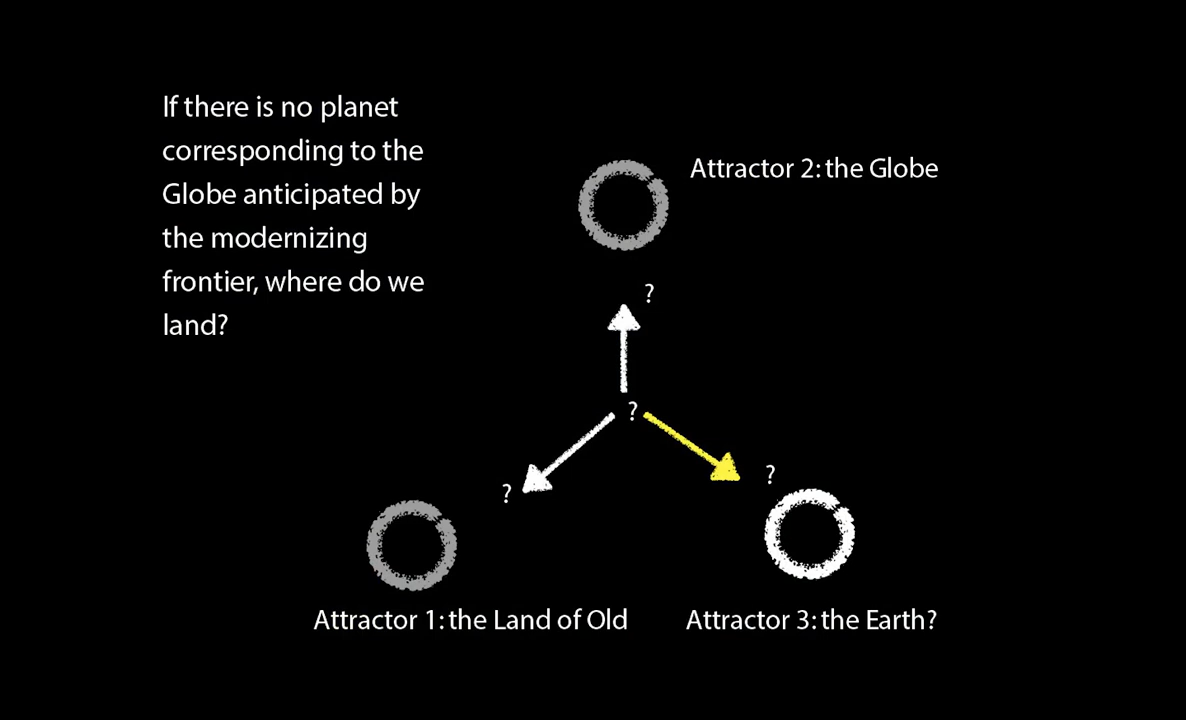 If there is no planet
corresponding to the
Globe anticipated by
the modernizing
frontier, where do we
land?
Attractor 2: the Globe
?
?
?
?
Attractor 1: the Land of Old
Attractor 3: the Earth?